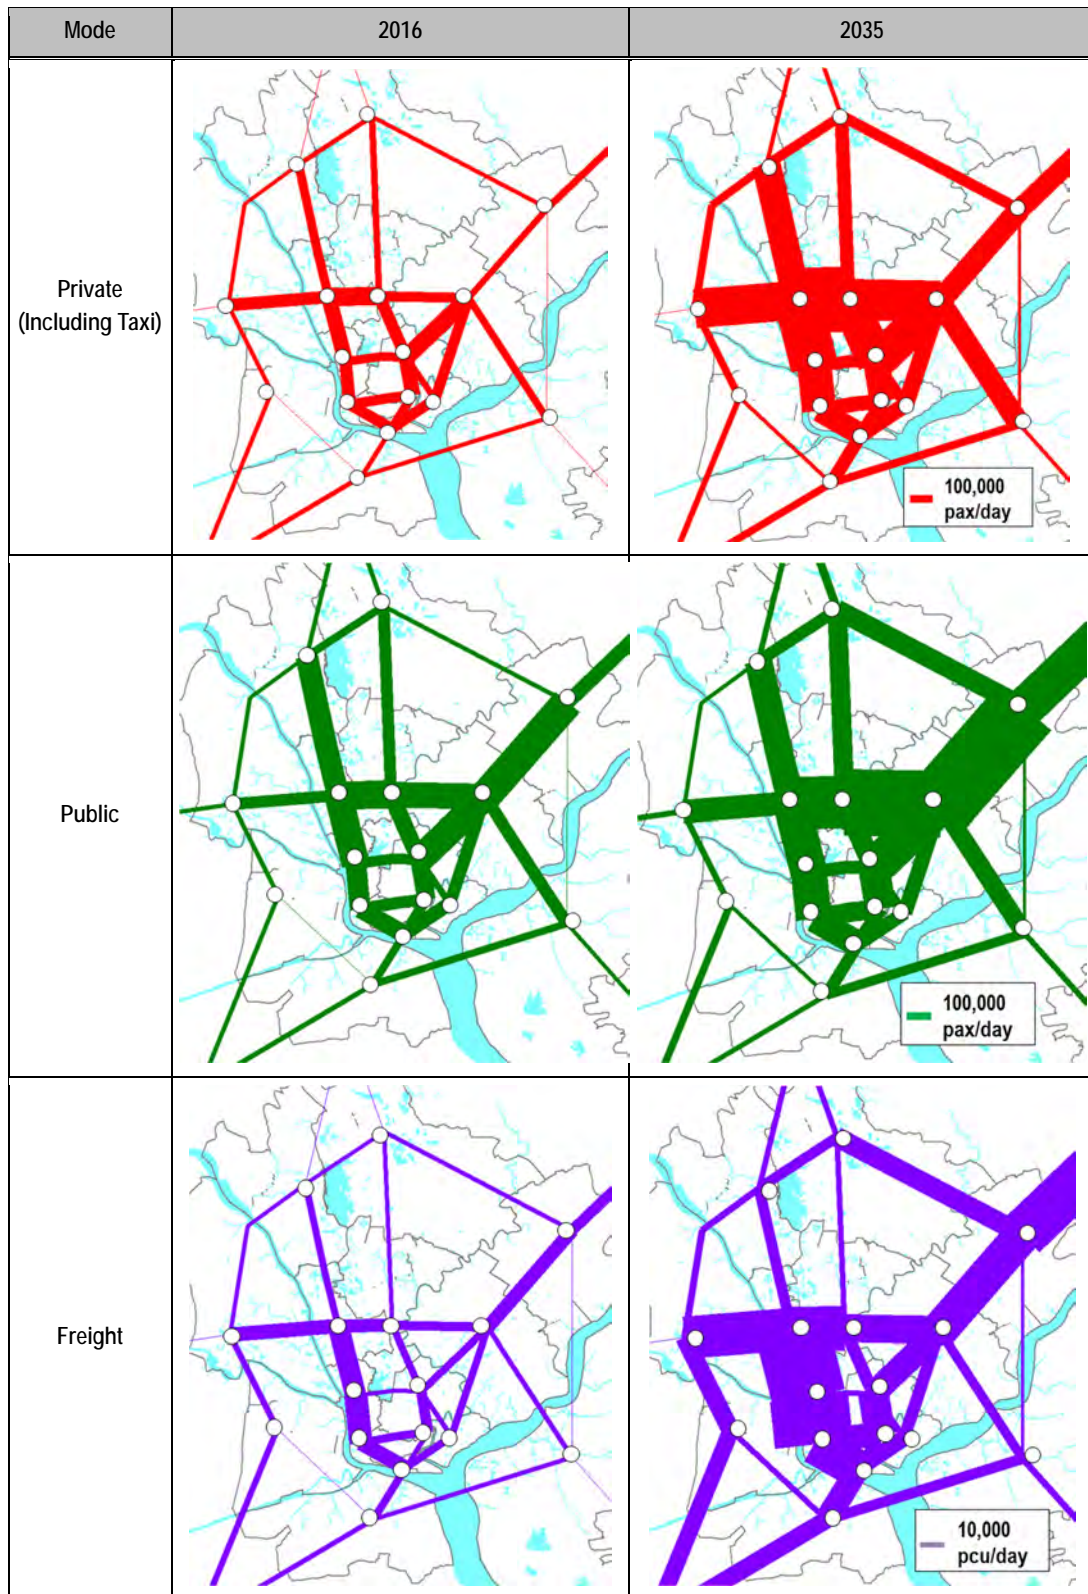 Mode
2016
2035
Private
(Including Taxi)
100,000
pax/day
Public
100,000
pax/day
Freight
10,000
pcu/day